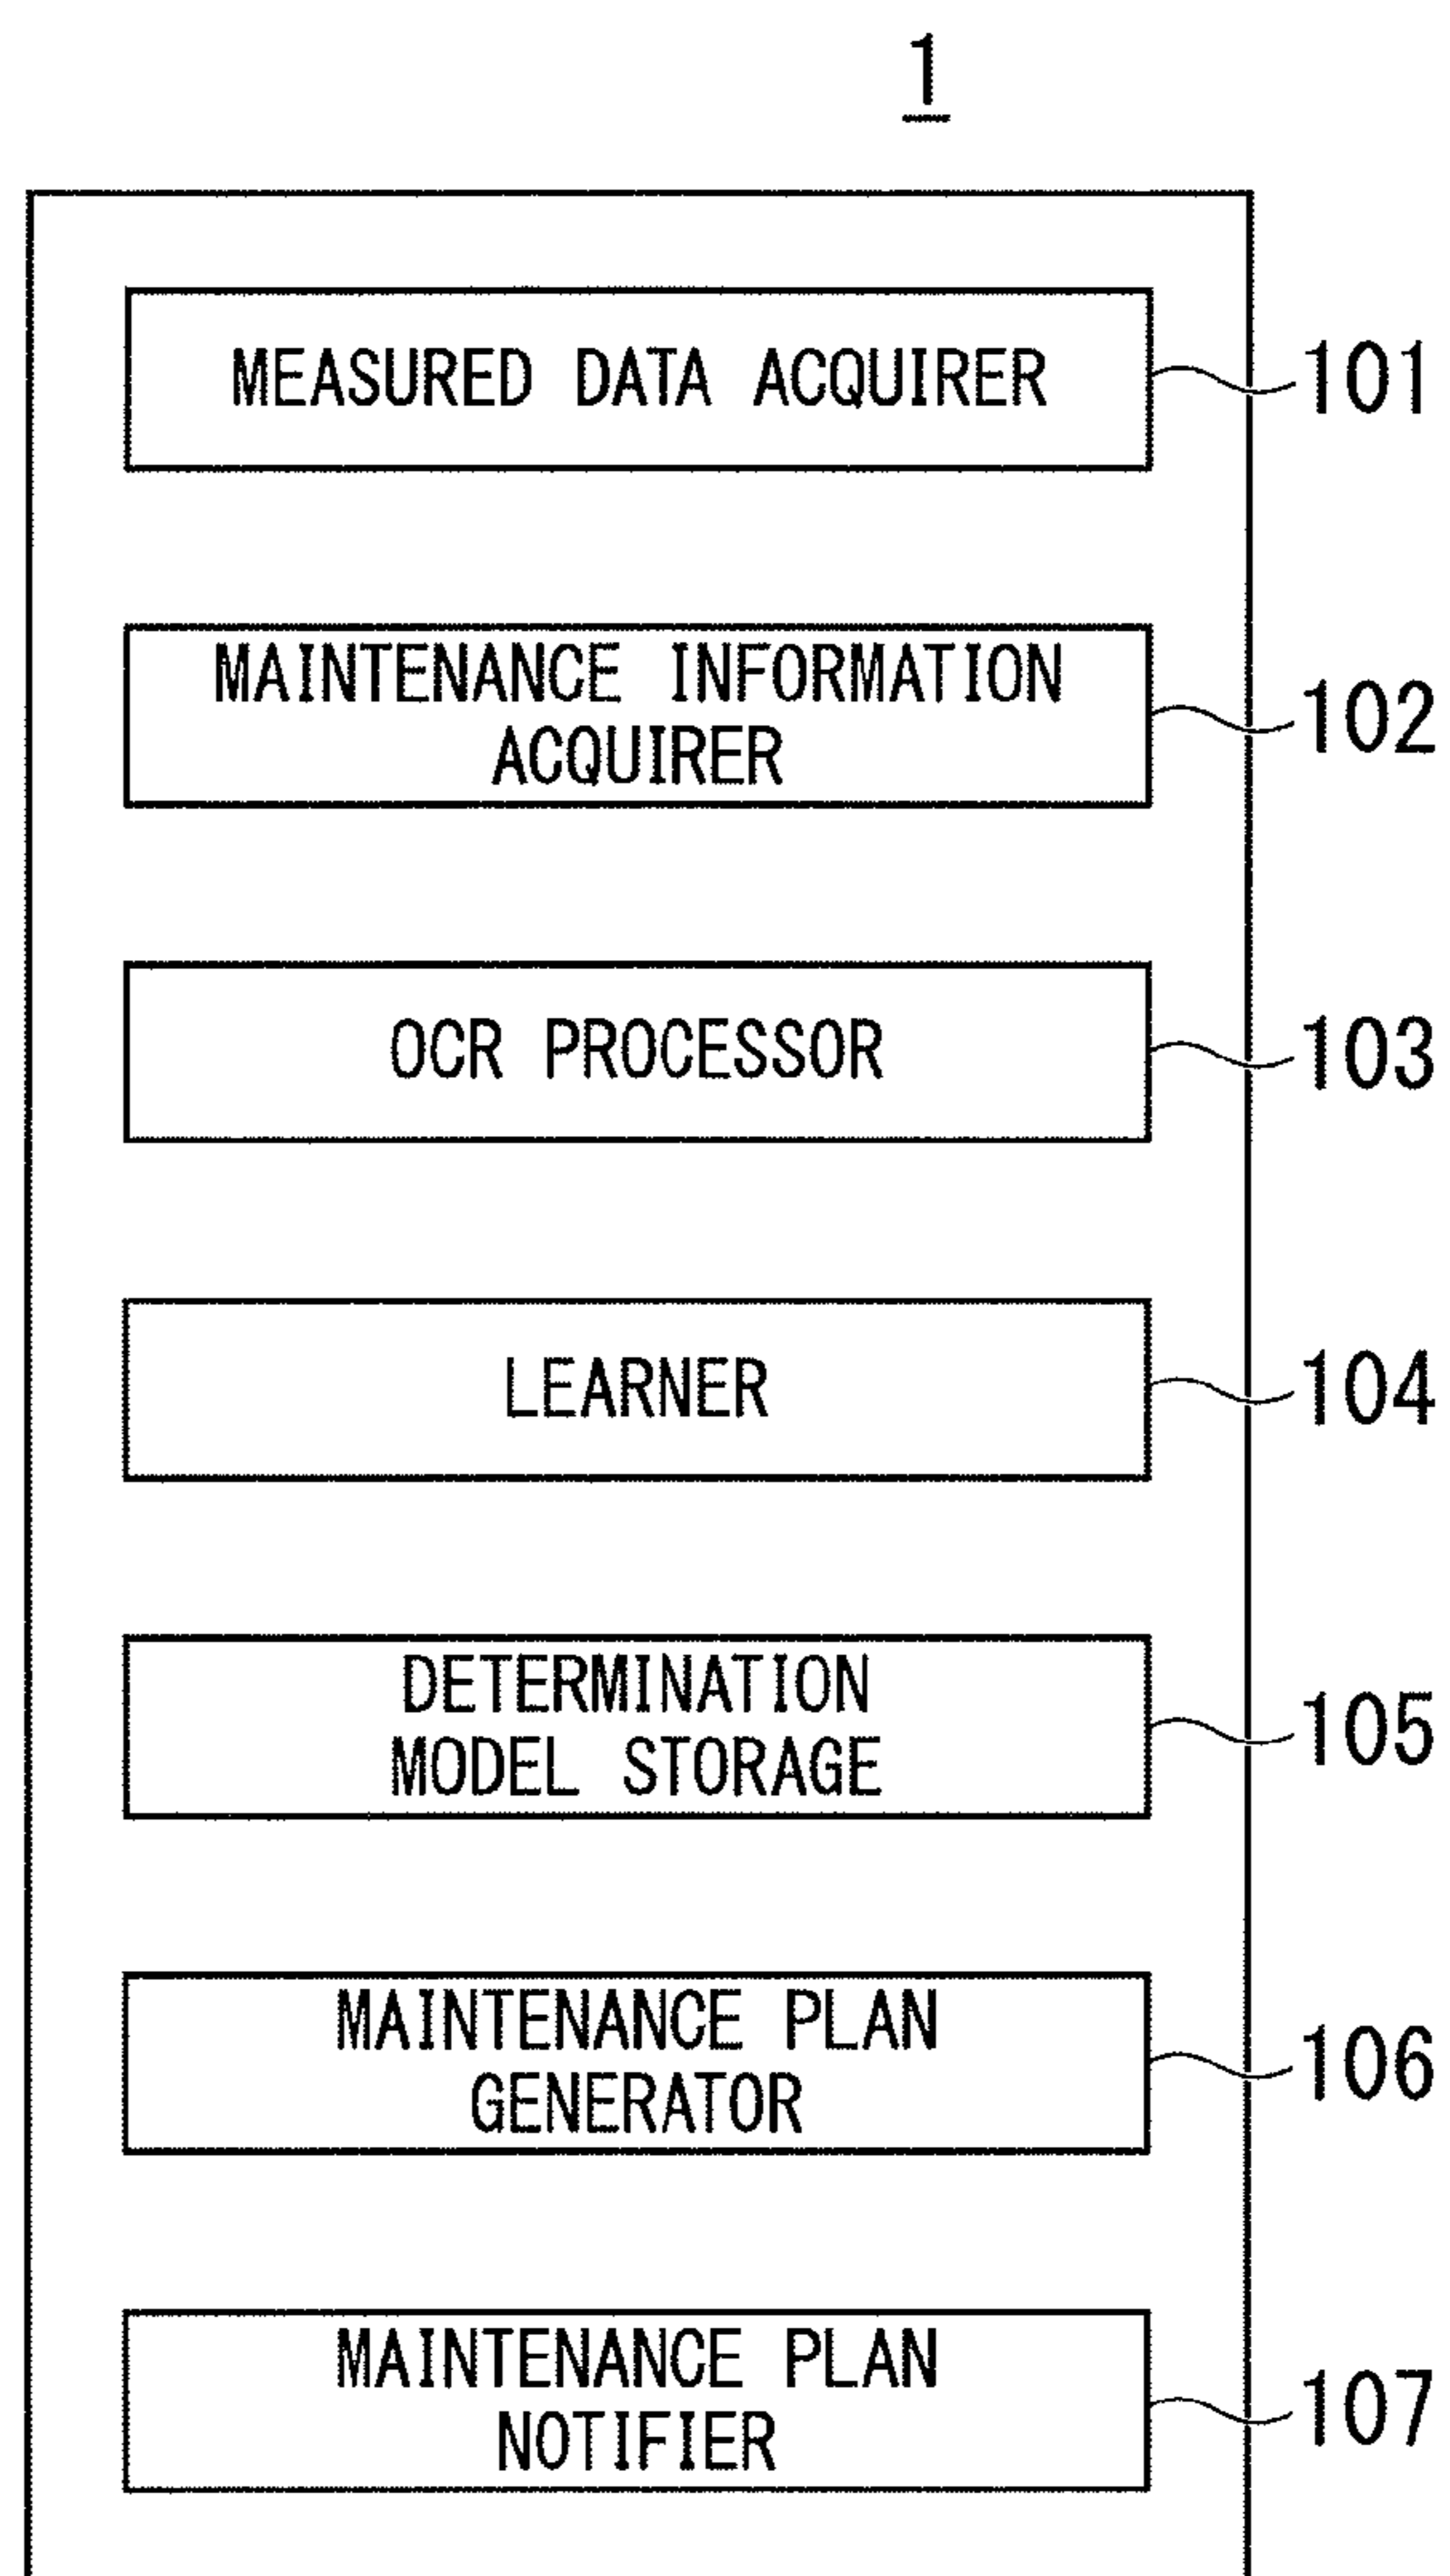 1
MEASURED DATA ACQUIRER
101
MAINTENANCE INFORMATION
ACQUIRER
102
OCR PROCESSOR
103
LEARNER
104
DETERMINATION
MODEL STORAGE
105
MAINTENANCE PLAN
GENERATOR
106
MAINTENANCE PLAN
NOTIFIER
107